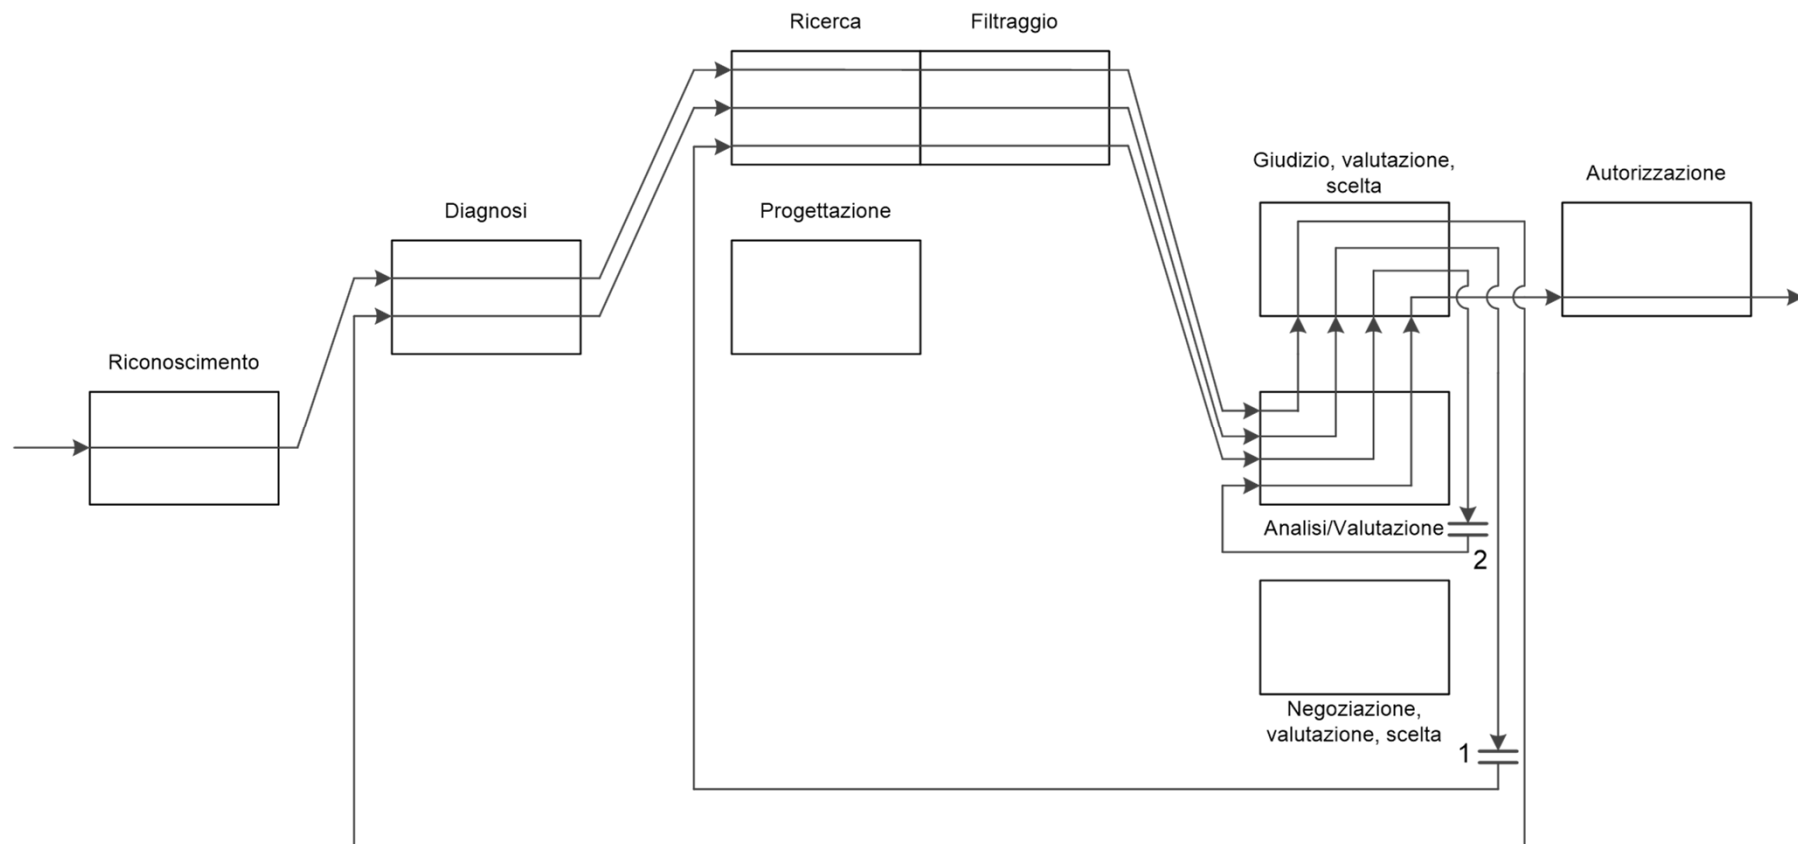 Ricerca
Filtraggio
Giudizio, valutazione,
scelta
Autorizzazione
Diagnosi
Progettazione
Riconoscimento
Analisi/Valutazione
2
Negoziazione,
valutazione, scelta
1